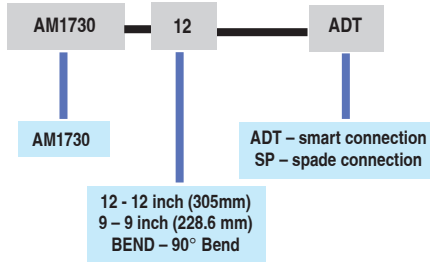 AM1730 12 ADT
AM1730
ADT – smart connection
SP – spade connection
12 - 12 inch (305mm)
9 – 9 inch (228.6 mm)
BEND – 90° Bend